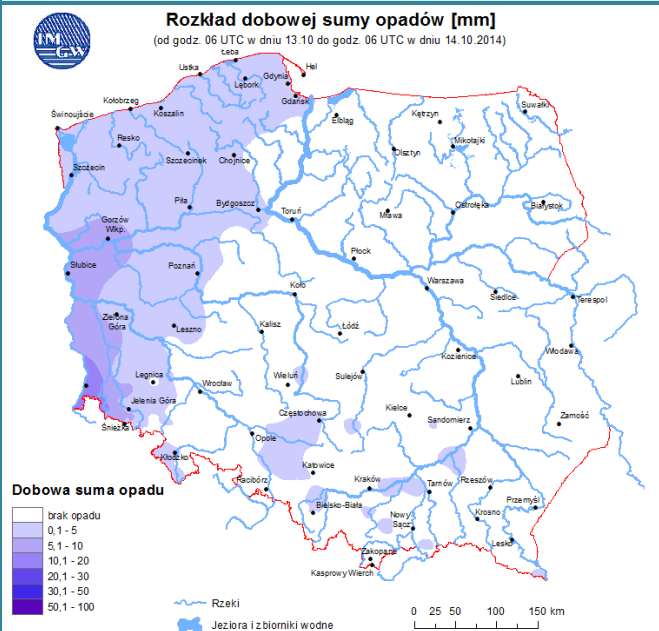 Rozkład dobowej sumy opadów [mm]
(od godz. 06 UTC w dniu 13.10 do godz. 06 UTC w dniu 14.10.2014)
IM
GW
Łeba
Ustka
Hel
Gdynia
Lębork
Gdańsk
Kołobrzeg
Koszalin
Suwałki
Świnoujście
Elbląg
Kętrzyn
Resko
Mikołajki
Szczecinek
Chojnice
Olsztyn
Szczecin
Piła
Bydgoszcz
Toruń
Mława
Ostrołęka
Białystok
Gorzów
Wlkp.
Płock
Słubice
Poznań
Koło
Warszawa
Siedlce
Terespol
Zielona
Góra
Leszno
Kalisz
Łódź
Kozienice
Włodawa
Legnica
Wrocław
Wieluń
Sulejów
Lublin
Jelenia Góra
Częstochowa
Kielce
Sandomierz
Zamość
Śnieżka
Opole
Kłodzko
Katowice
Racibórz
Kraków
Tarnów
Rzeszów
Bielsko-Biała
Przemyśl
Nowy
Sącz
Krosno
Lesko
Zakopane
Kasprowy Wierch
Dobowa suma opadu
brak opadu
0,1 - 5
5,1 - 10
10,1 - 20
20,1 - 30
30,1 - 50
50,1 - 100
Rzeki
Jeziora i zbiorniki wodne
0 25 50 100 150 km